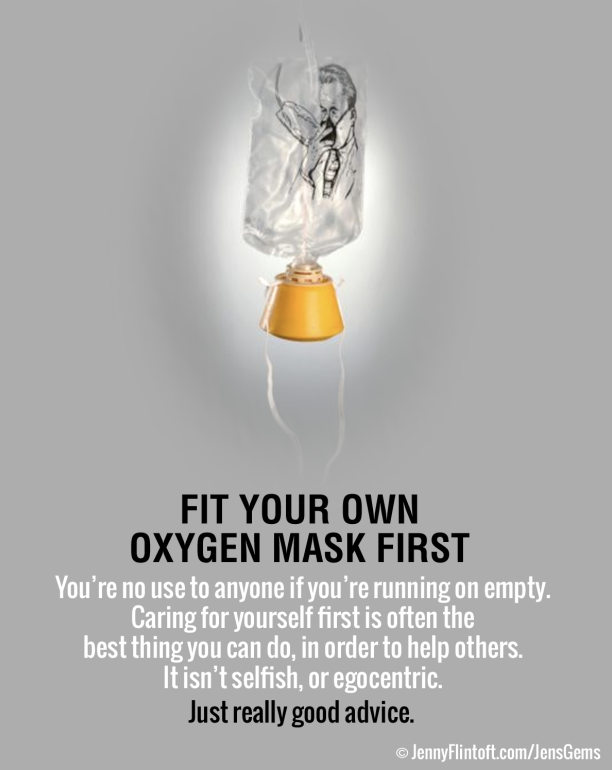 FIT YOUR OWN
OXYGEN MASK FIRST
You’re no use to anyone if you’re running on empty.
Caring for yourself first is often the
best thing you can do, in order to help others.
It isn’t selfish, or egocentric.
Just really good advice.
© JennyFlintoft.com/JensGems